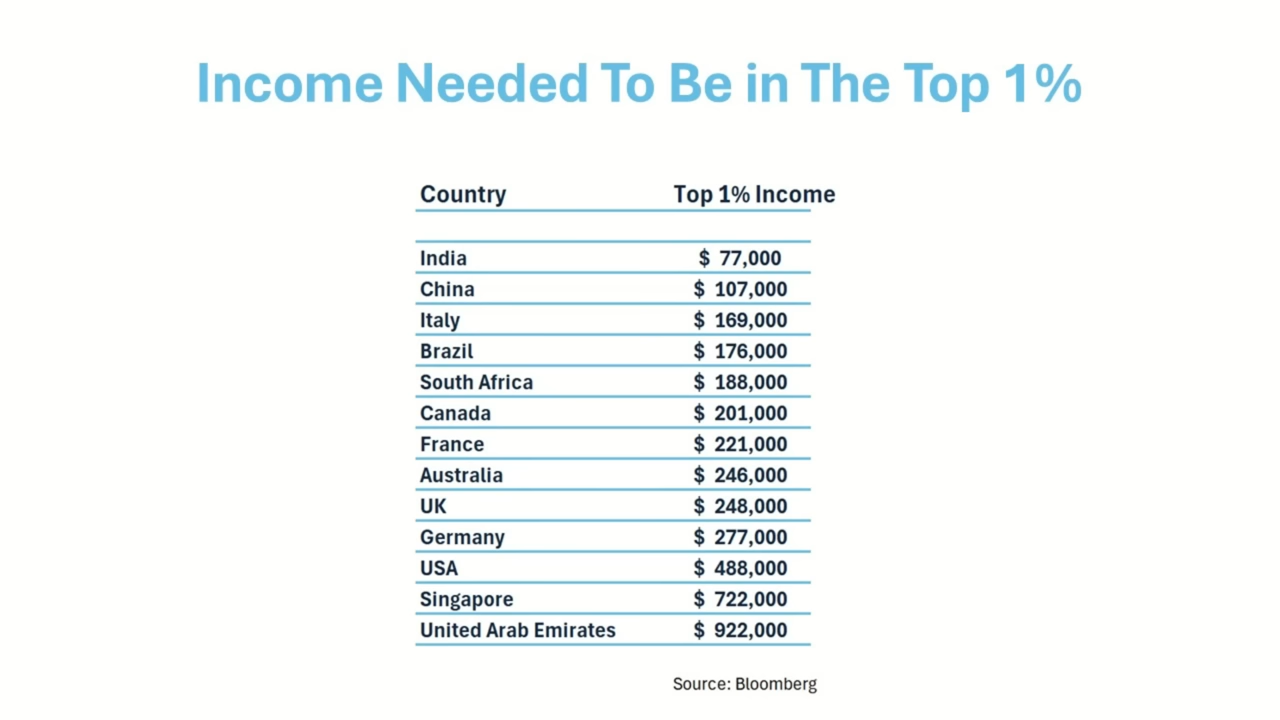 Income Needed To Be in The Top 1%
Country Top 1% Income
India $ 77,000
China $ 107,000
Italy $ 169,000
Brazil $ 176,000
South Africa $ 188,000
Canada $ 201,000
France $ 221,000
Australia $ 246,000
UK $ 248,000
Germany $ 277,000
USA $ 488,000
Singapore $ 722,000
United Arab Emirates $ 922,000
Source: Bloomberg